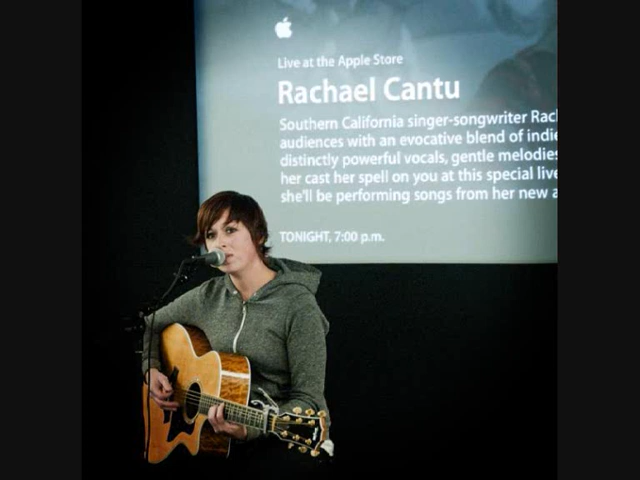 Live at the Apple Store
Rachael Cantu
Southern California singer-songwriter
audiences with an evocative blend of
distinctly powerful vocals, gentle melodies
her cast her spell on you at this special live
she'll be performing songs from her new
TONIGHT, 7:00 p.m.